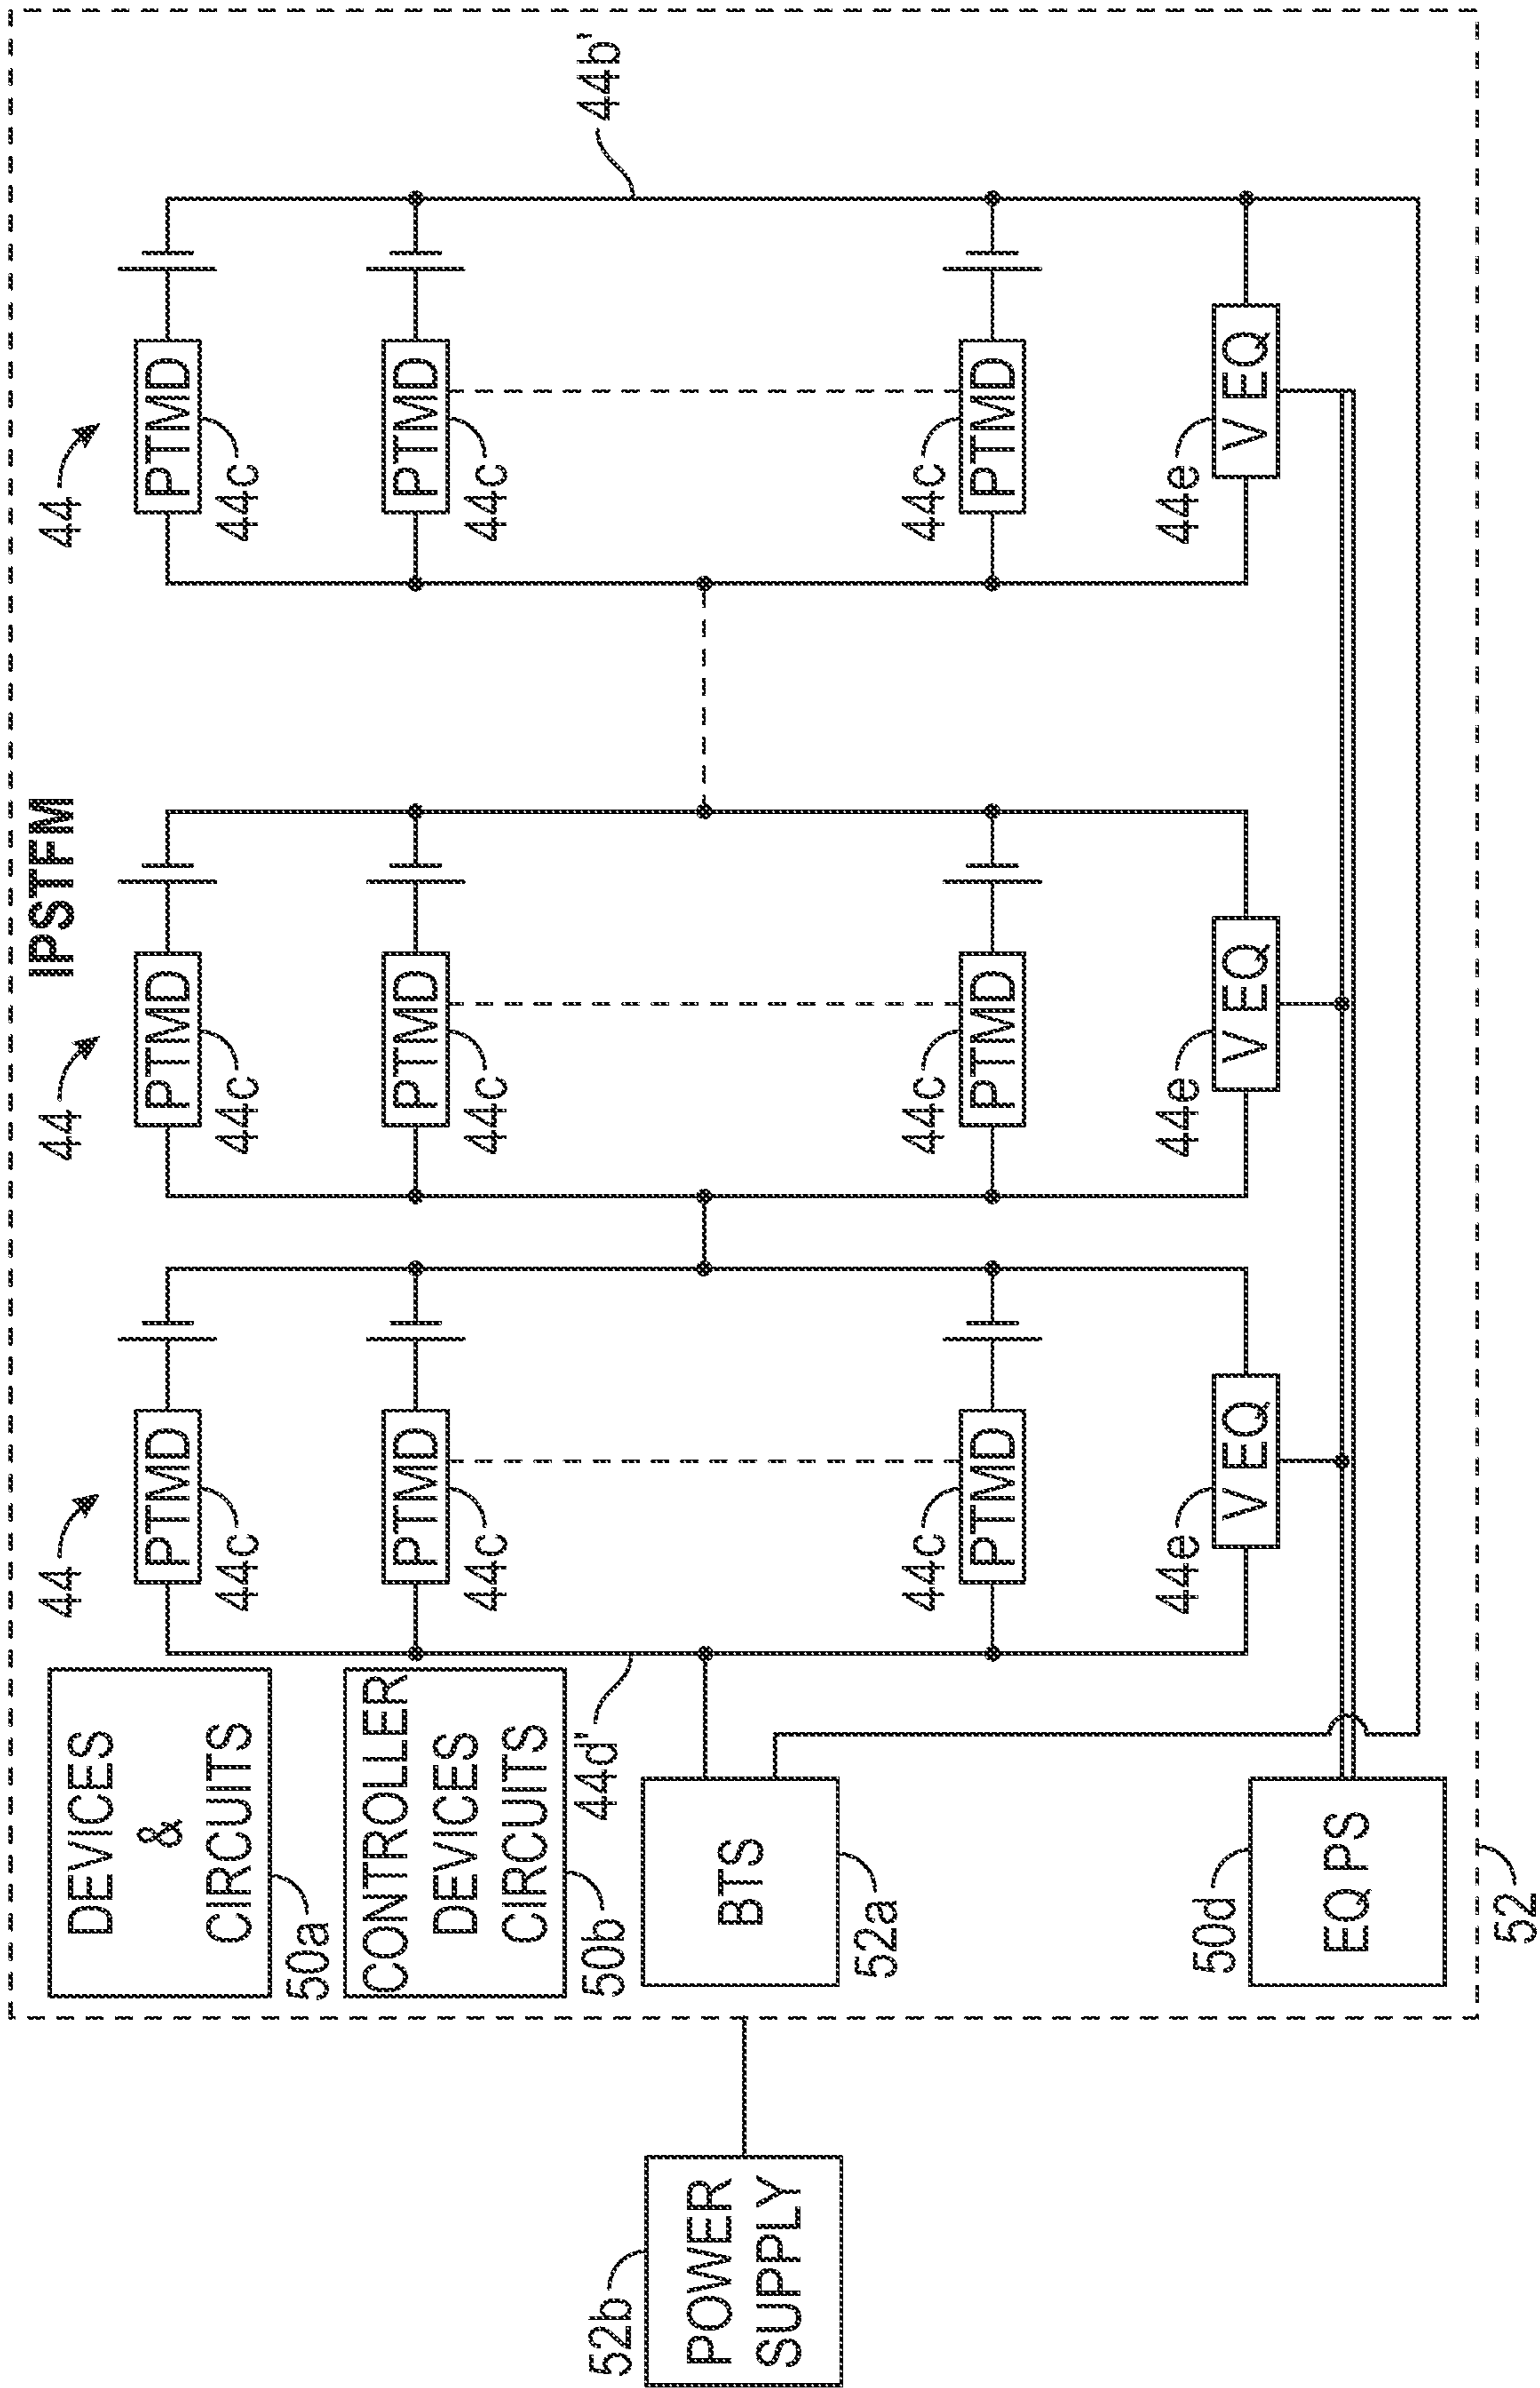 IPSTFM
44
44
44
DEVICES
&
CIRCUITS
50a
PTMD
44c
PTMD
44c
PTMD
44c
CONTROLLER
DEVICES
CIRCUITS
50b
PTMD
44c
PTMD
44c
PTMD
44c
44d'
44b'
52b
POWER
SUPPLY
BTS
52a
44c
PTMD
44c
PTMD
44c
PTMD
44e
V EQ
44e
V EQ
44e
V EQ
50d
EQ PS
52